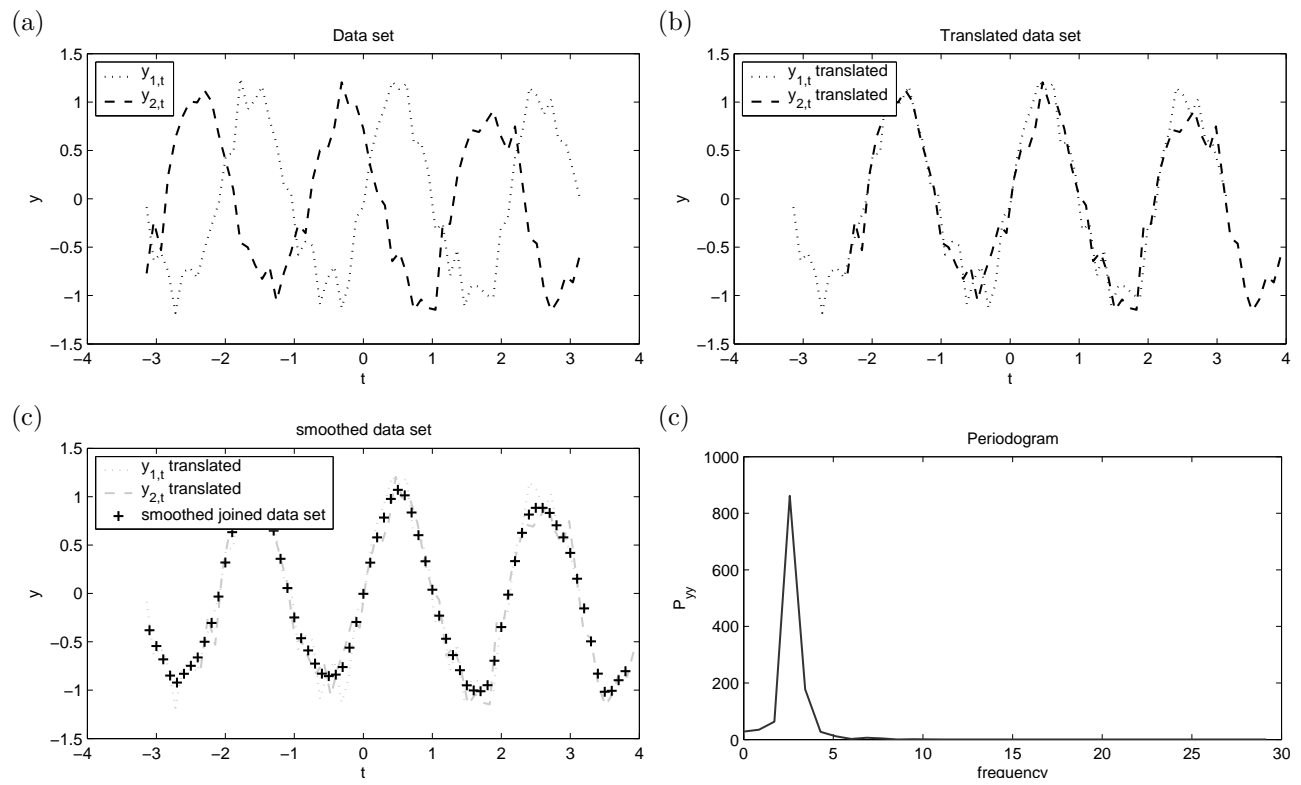 (a)
Data set
y1,t
y2,t
1.5
1
0.5
0
−0.5
−1
−1.5
y
−4 −3 −2 −1 0 1 2 3 4
t
(b)
Translated data set
y1,t translated
y2,t translated
1.5
1
0.5
0
−0.5
−1
−1.5
y
−4 −3 −2 −1 0 1 2 3 4
t
(c)
smoothed data set
y1,t translated
y2,t translated
smoothed joined data set
1.5
1
0.5
0
−0.5
−1
−1.5
y
−4 −3 −2 −1 0 1 2 3 4
t
(c)
Periodogram
1000
800
600
400
200
0
Pyy
0 5 10 15 20 25 30
frequency